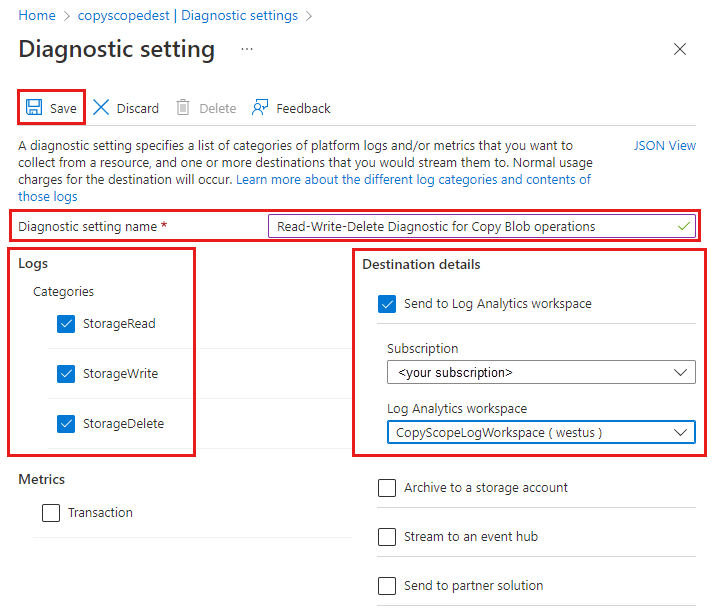 Home > copyscopedest | Diagnostic settings >
Diagnostic setting ...
Save Discard Delete Feedback
A diagnostic setting specifies a list of categories of platform logs and/or metrics that you want to
collect from a resource, and one or more destinations that you would stream them to. Normal usage
charges for the destination will occur. Learn more about the different log categories and contents of
those logs
JSON View
Diagnostic setting name *
Read-Write-Delete Diagnostic for Copy Blob operations
Logs
Categories
StorageRead
StorageWrite
StorageDelete
Metrics
Transaction
Destination details
Send to Log Analytics workspace
Subscription
<your subscription>
Log Analytics workspace
CopyScopeLogWorkspace ( westus )
Archive to a storage account
Stream to an event hub
Send to partner solution